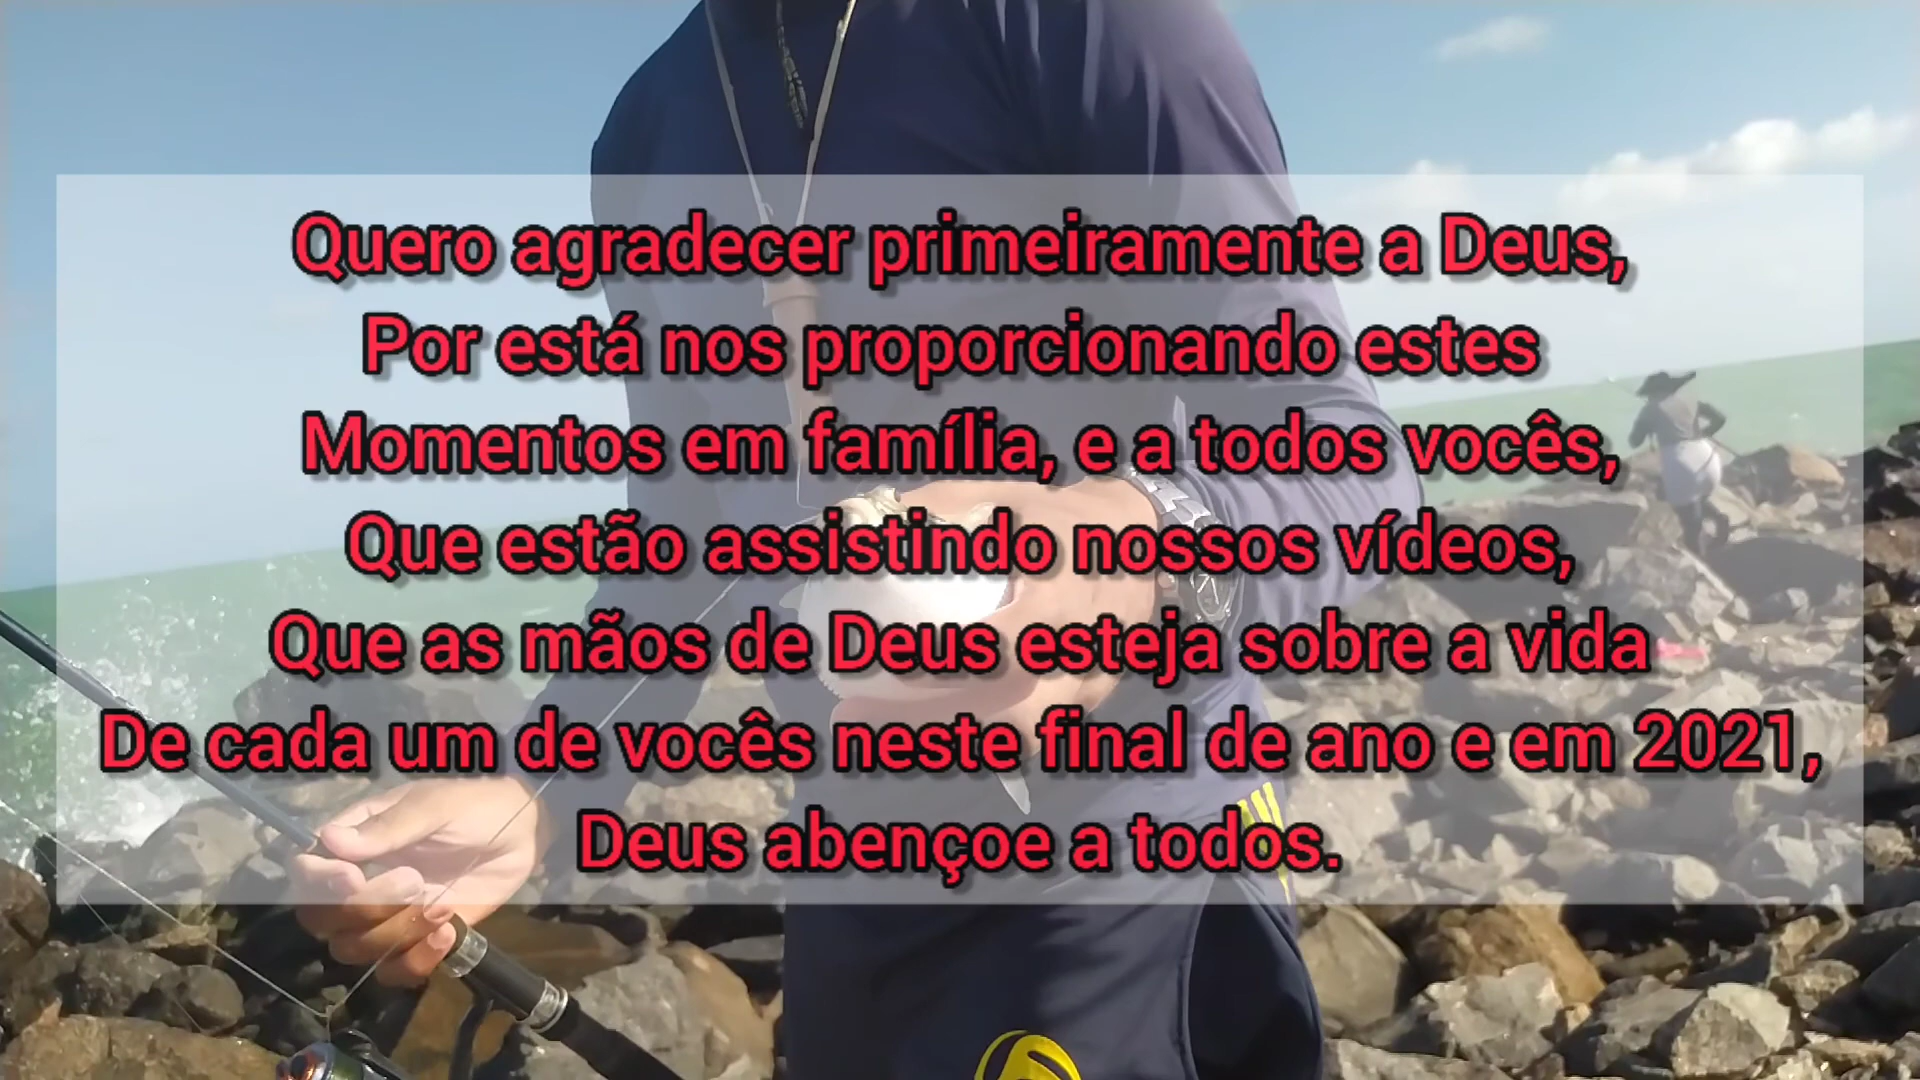 Quero agradecer primeiramente a Deus,
Por está nos proporcionando estes
Momentos em família, e a todos vocês,
Que estão assistindo nossos vídeos,
Que as mãos de Deus esteja sobre a vida
De cada um de vocês neste final de ano e em 2021,
Deus abençoe a todos.